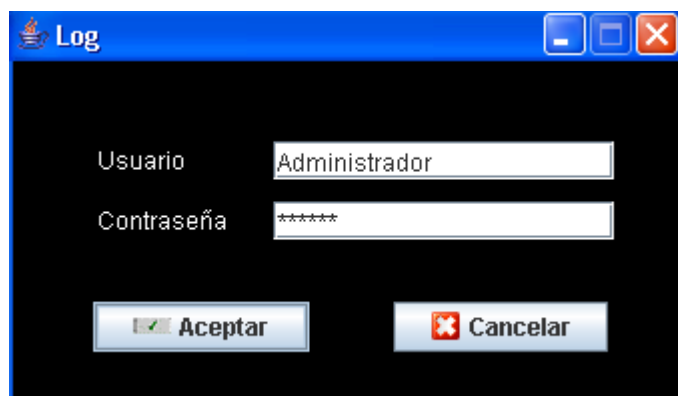 Log
Usuario Administrador
Contraseña ******
Aceptar Cancelar